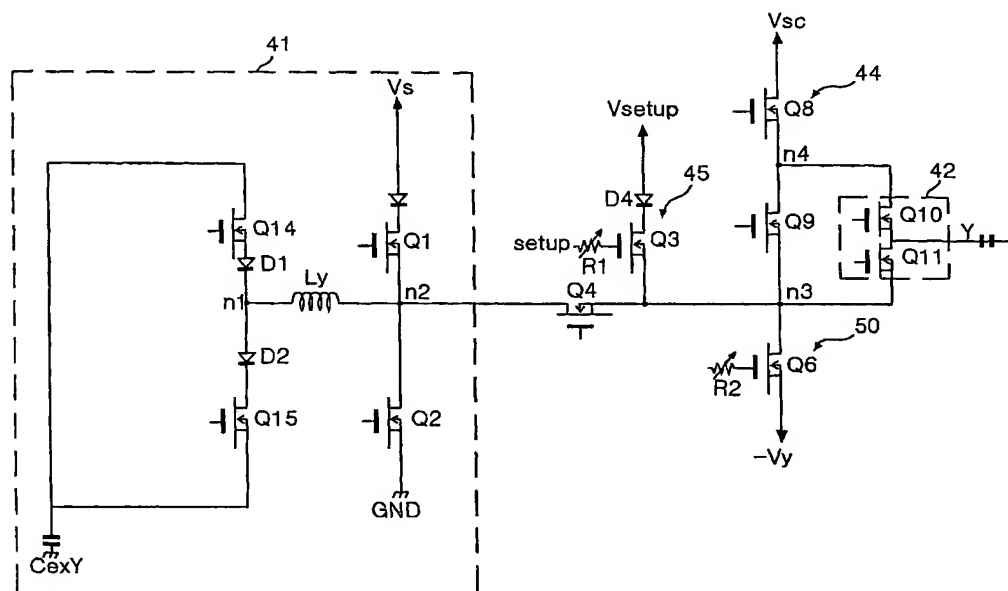 41
Vs
Q14
D1
n1
Ly
D2
Q15
CexY
Q1
n2
Q2
GND
Vsetup
D4
45
setup
R1
Q3
Q4
Vsc
Q8
44
n4
42
Q9
Q10
Y
Q11
n3
50
R2
Q6
-Vy